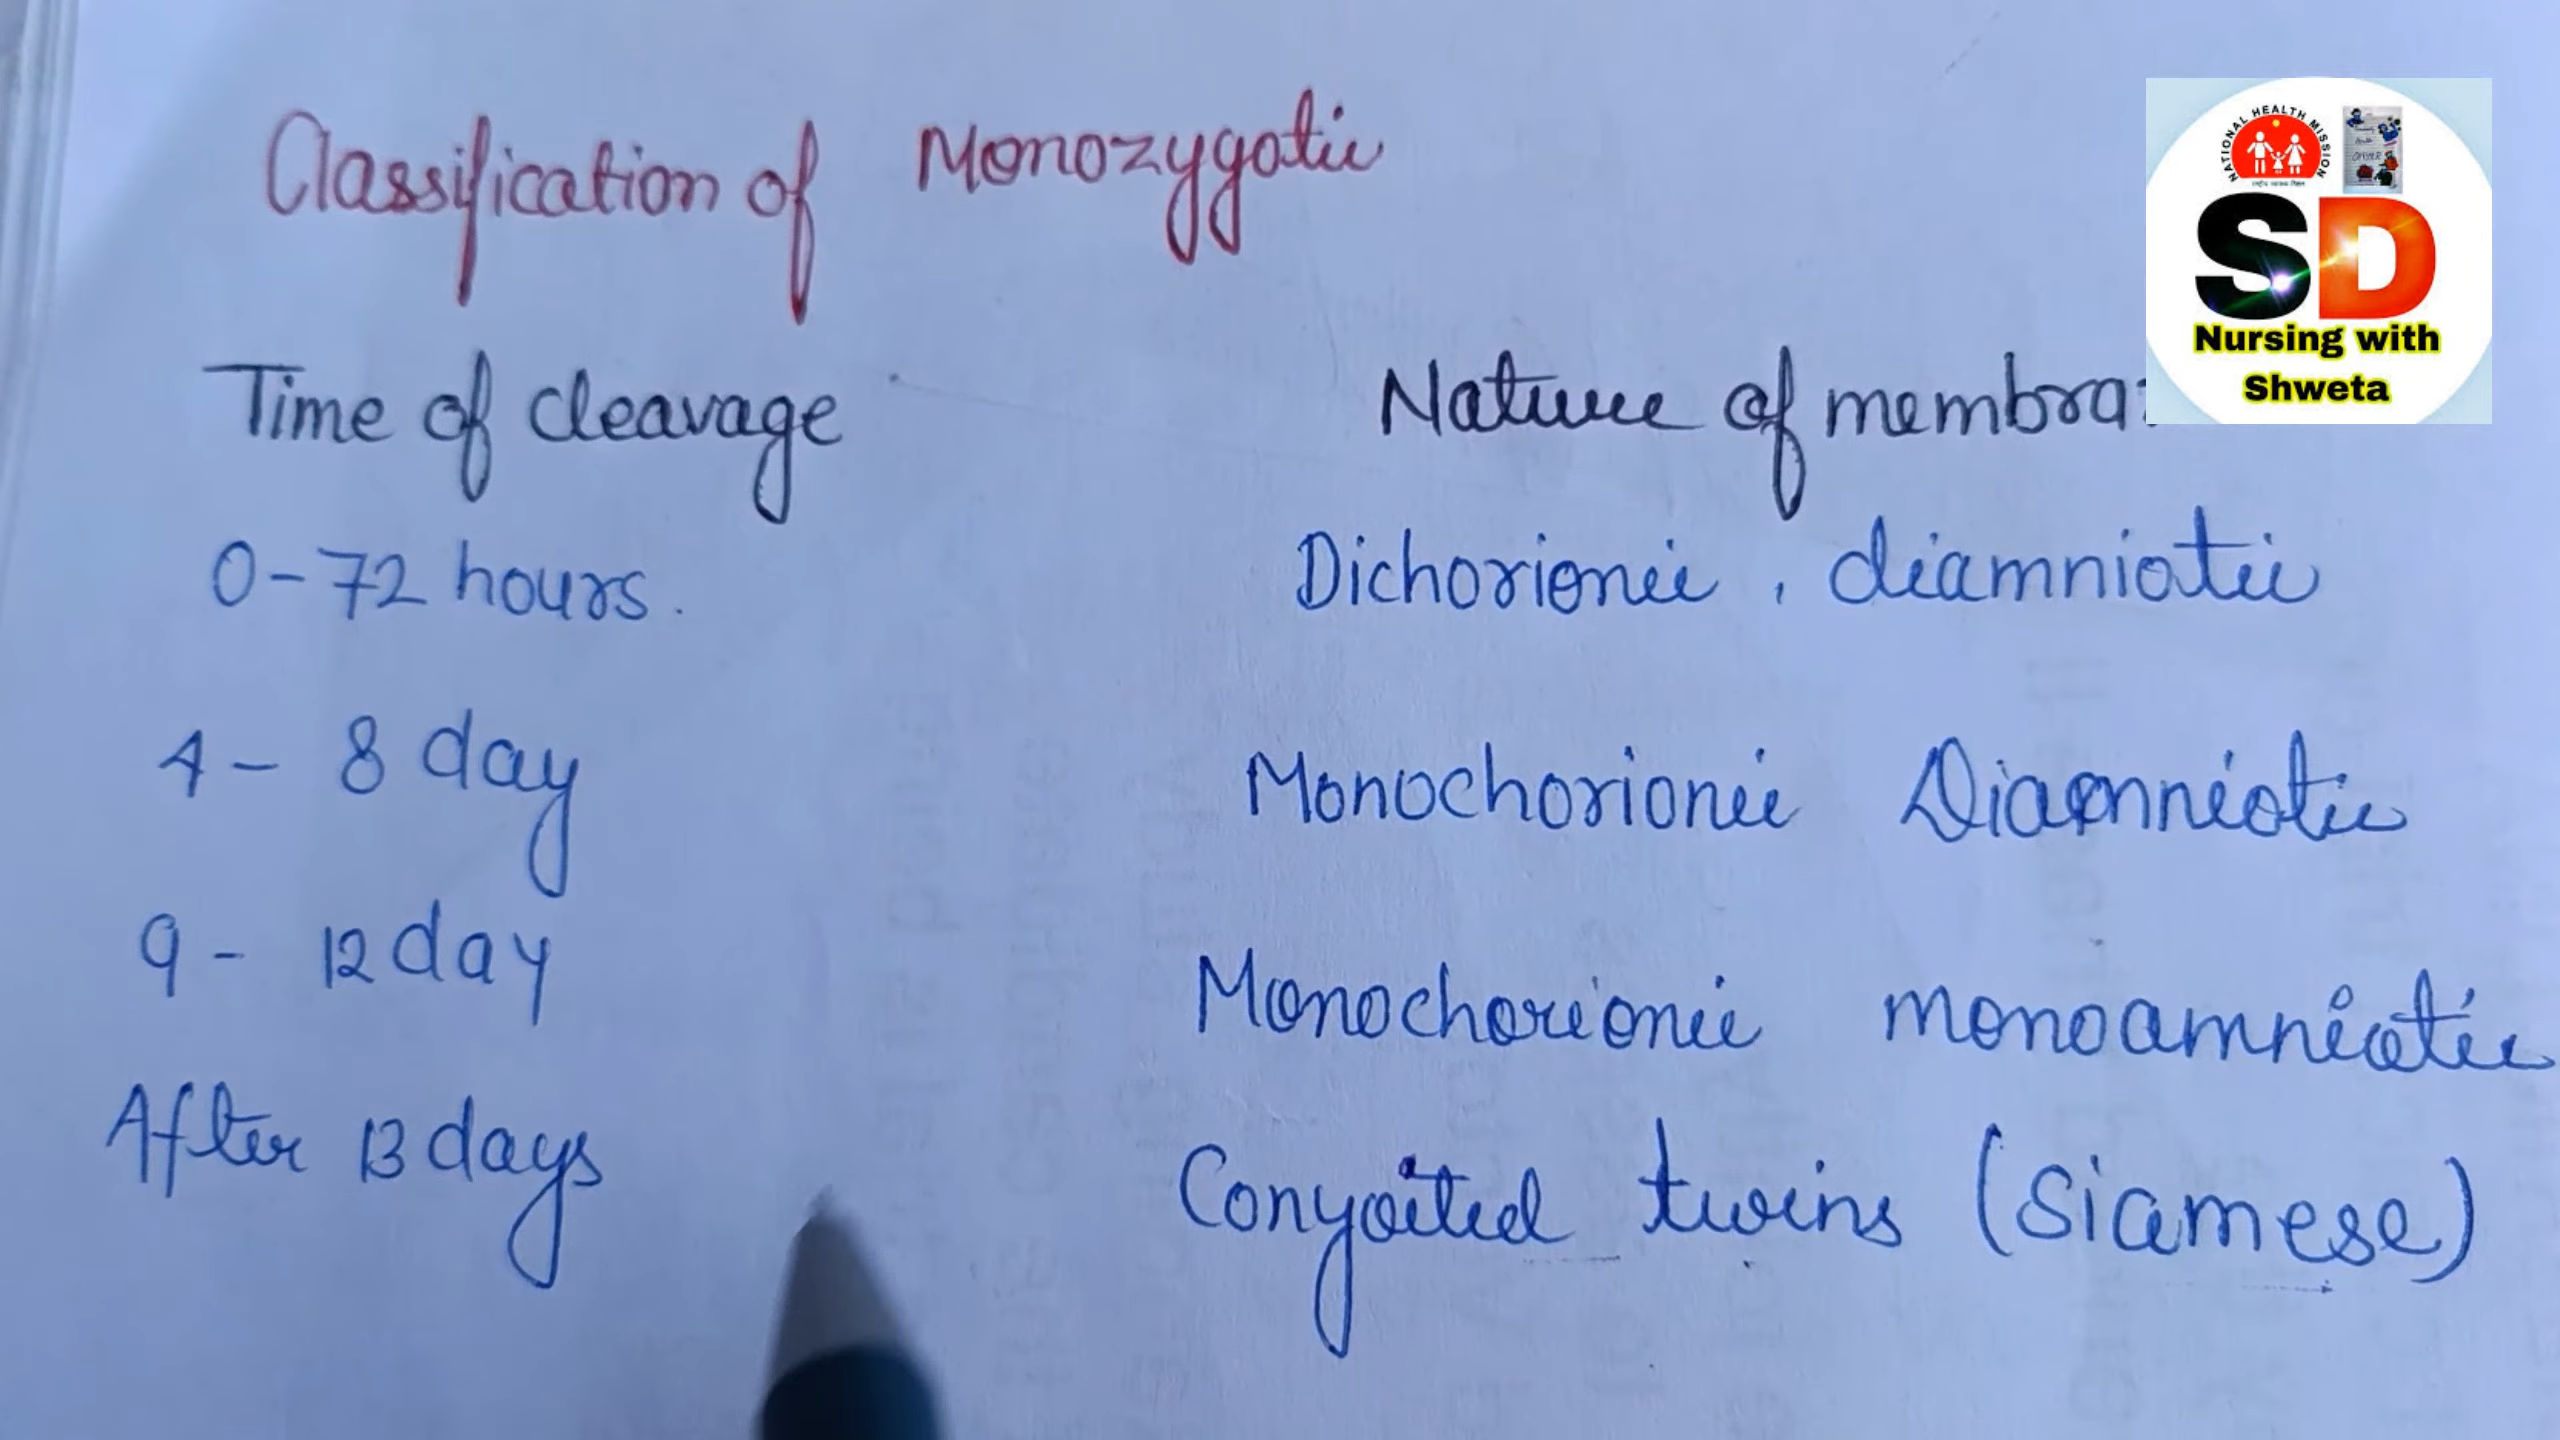 Classification of Monozygotic
NATIONAL HEALTH MISSION
SD
Nursing with
Shweta
Time of cleavage Nature of membra
0-72 hours. Dichorionic, diamniotic
4 - 8 day Monochorionic Diamniotic
9 - 12 day Monochorionic monoamniotic
After 13 days Conyoited twins (Siamese)